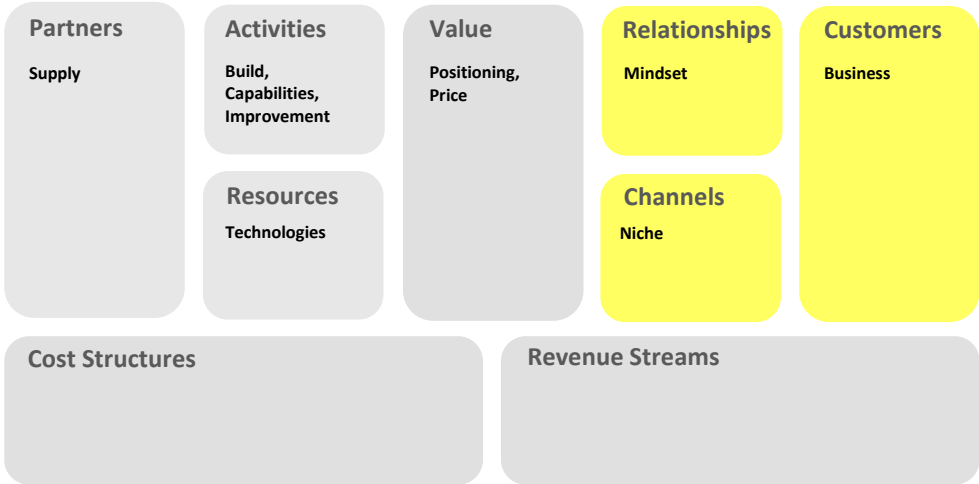 Partners
Supply
Activities
Build,
Capabilities,
Improvement
Resources
Technologies
Value
Positioning,
Price
Relationships
Mindset
Channels
Niche
Customers
Business
Cost Structures
Revenue Streams